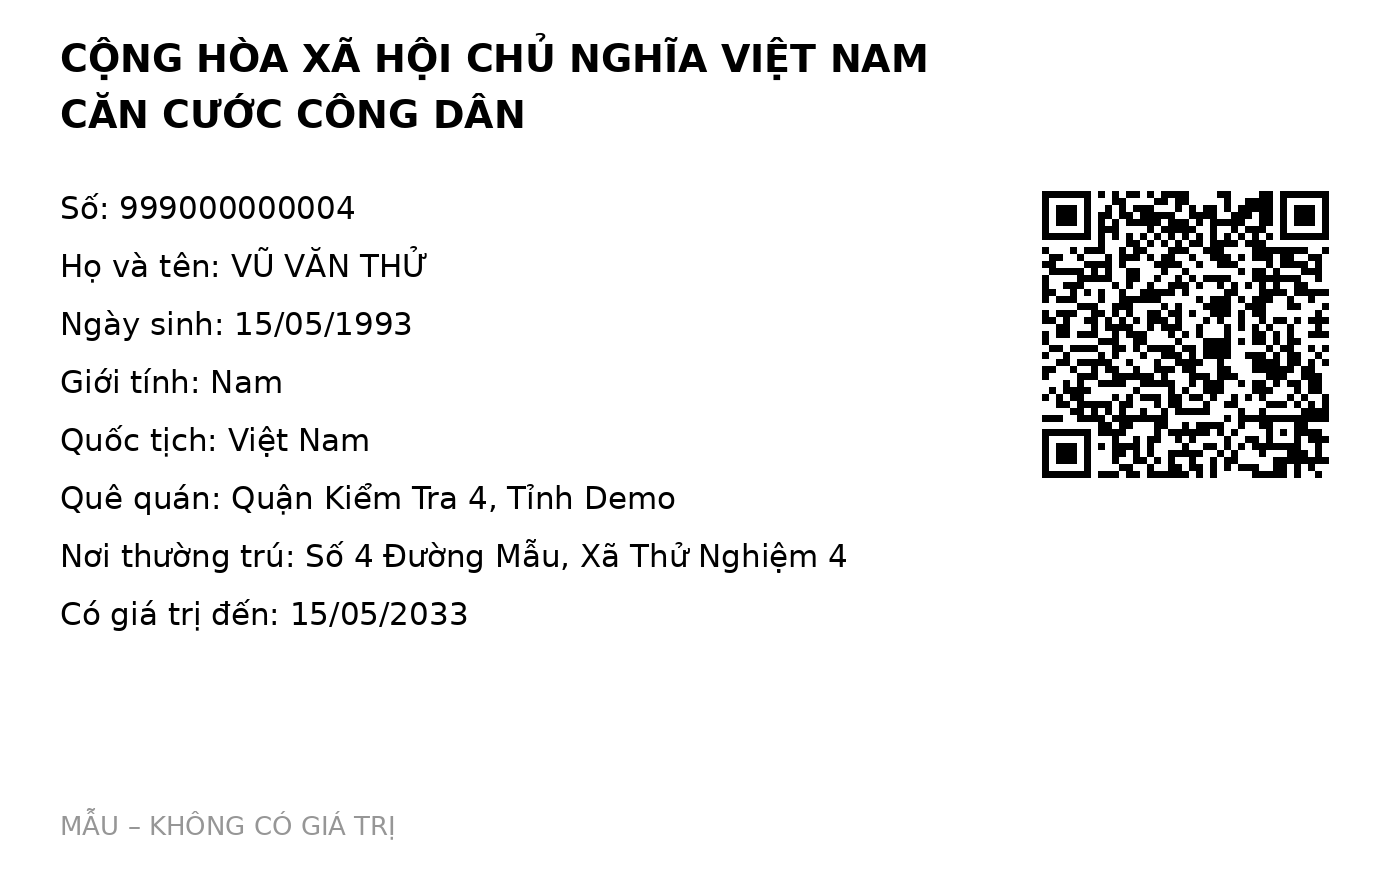 CỘNG HÒA XÃ HỘI CHỦ NGHĨA VIỆT NAM
CĂN CƯỚC CÔNG DÂN
Số: 999000000004
Họ và tên: VŨ VĂN THỬ
Ngày sinh: 15/05/1993
Giới tính: Nam
Quốc tịch: Việt Nam
Quê quán: Quận Kiểm Tra 4, Tỉnh Demo
Nơi thường trú: Số 4 Đường Mẫu, Xã Thử Nghiệm 4
Có giá trị đến: 15/05/2033
MẪU – KHÔNG CÓ GIÁ TRỊ